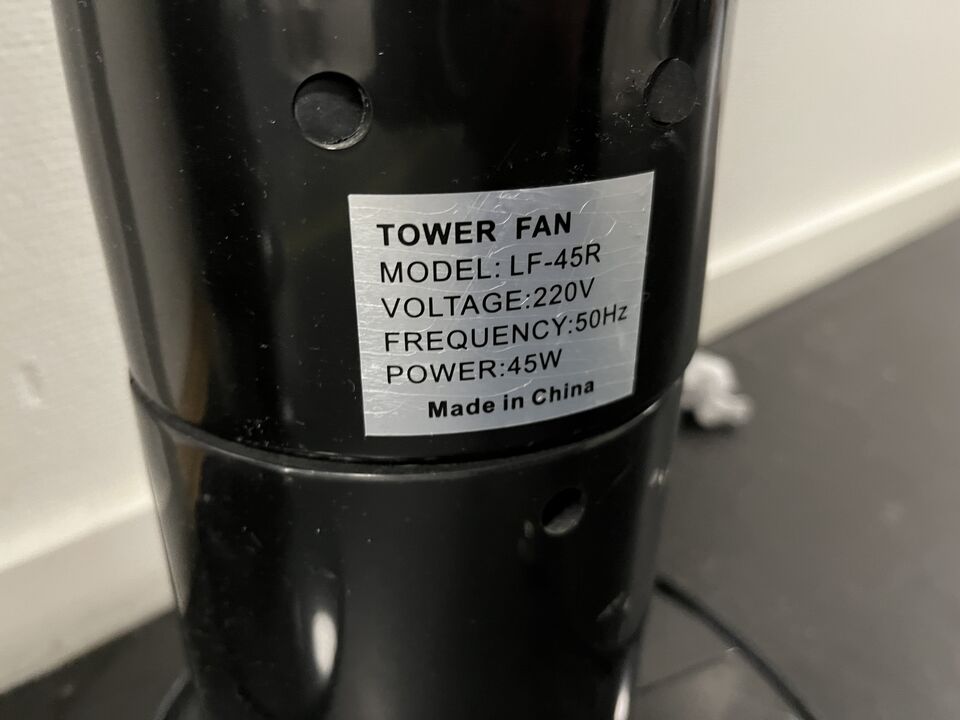 TOWER FAN
MODEL: LF-45R
VOLTAGE:220V
FREQUENCY:50Hz
POWER:45W
Made in China